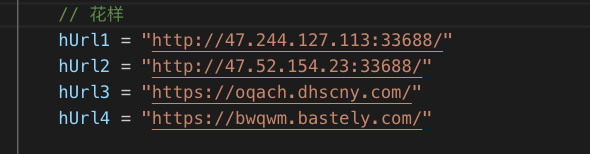 // 花样
hUrl1 = "http://47.244.127.113:33688/"
hUrl2 = "http://47.52.154.23:33688/"
hUrl3 = "https://oqach.dhscny.com/"
hUrl4 = "https://bwqwm.bastely.com/"